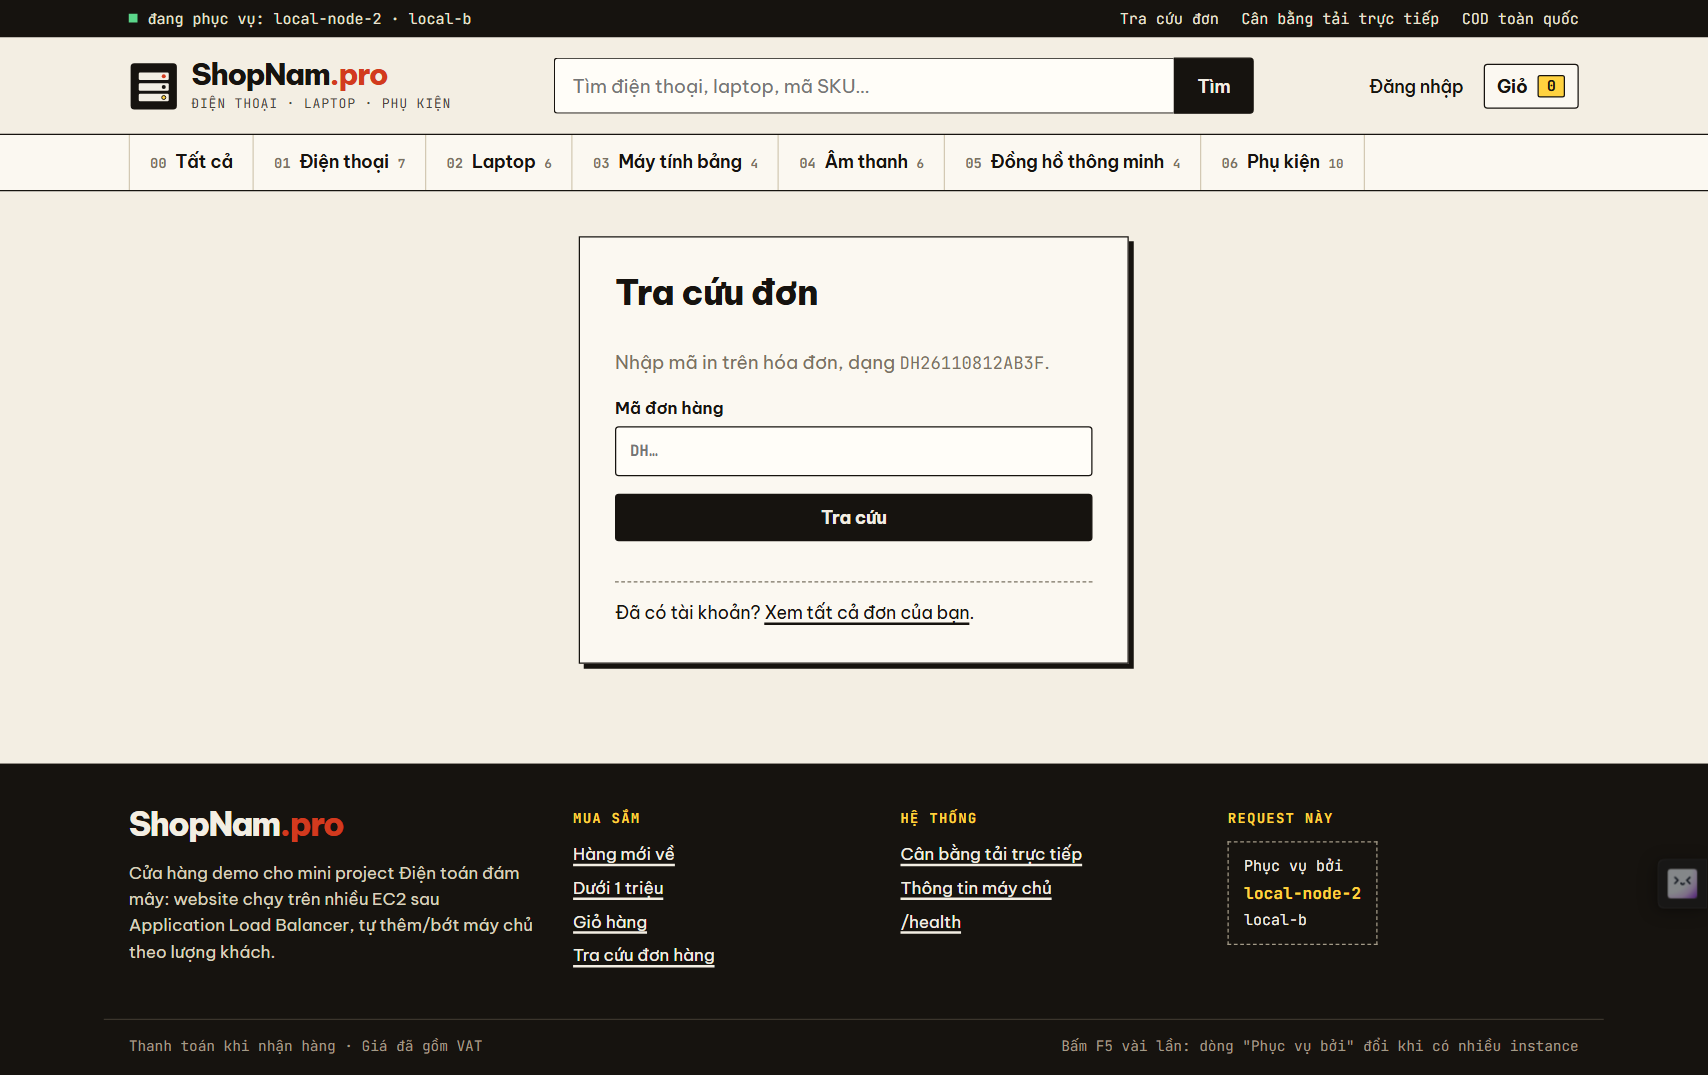 đang phục vụ: local-node-2 · local-b
Tra cứu đơn Cân bằng tải trực tiếp COD toàn quốc
ShopNam.pro
ĐIỆN THOẠI · LAPTOP · PHỤ KIỆN
Tìm điện thoại, laptop, mã SKU...
Tìm
Đăng nhập
Giỏ 0
00 Tất cả
01 Điện thoại 7
02 Laptop 6
03 Máy tính bảng 4
04 Âm thanh 6
05 Đồng hồ thông minh 4
06 Phụ kiện 10
Tra cứu đơn
Nhập mã in trên hóa đơn, dạng DH26110812AB3F.
Mã đơn hàng
DH…
Tra cứu
Đã có tài khoản? Xem tất cả đơn của bạn.
ShopNam.pro
Cửa hàng demo cho mini project Điện toán đám
mây: website chạy trên nhiều EC2 sau
Application Load Balancer, tự thêm/bớt máy chủ
theo lượng khách.
MUA SẮM
Hàng mới về
Dưới 1 triệu
Giỏ hàng
Tra cứu đơn hàng
HỆ THỐNG
Cân bằng tải trực tiếp
Thông tin máy chủ
/health
REQUEST NÀY
Phục vụ bởi
local-node-2
local-b
Thanh toán khi nhận hàng · Giá đã gồm VAT
Bấm F5 vài lần: dòng "Phục vụ bởi" đổi khi có nhiều instance